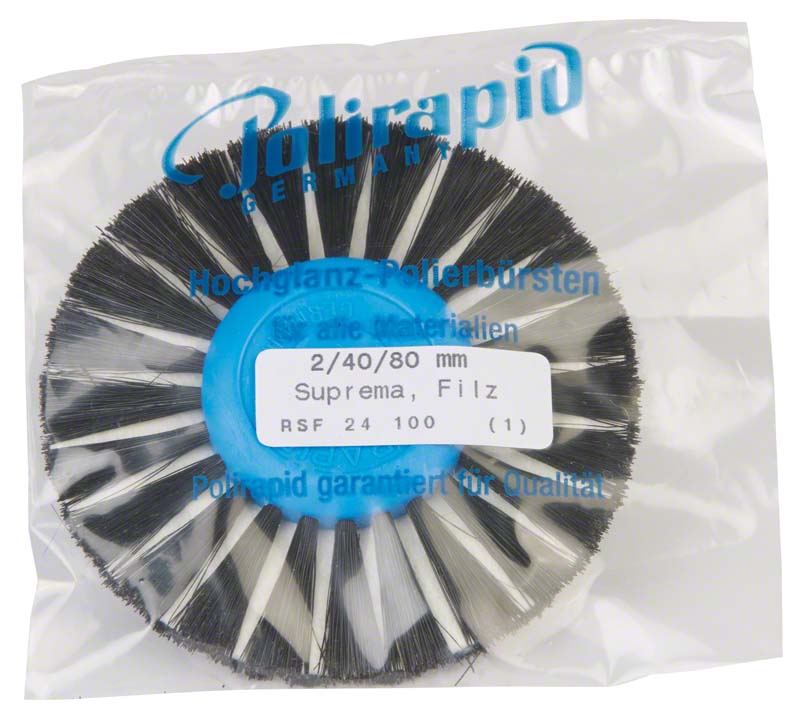 Polirapid
GERMANY
Hochglanz-Polierbürsten
für alle Materialien
2/40/80 mm
Suprema, Filz
RSF 24 100 (1)
Polirapid garantiert für Qualität